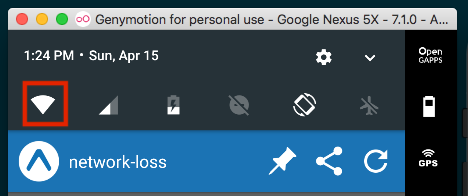 Genymotion for personal use - Google Nexus 5X - 7.1.0 - A...
1:24 PM • Sun, Apr 15
Open
GAPPS
network-loss
GPS